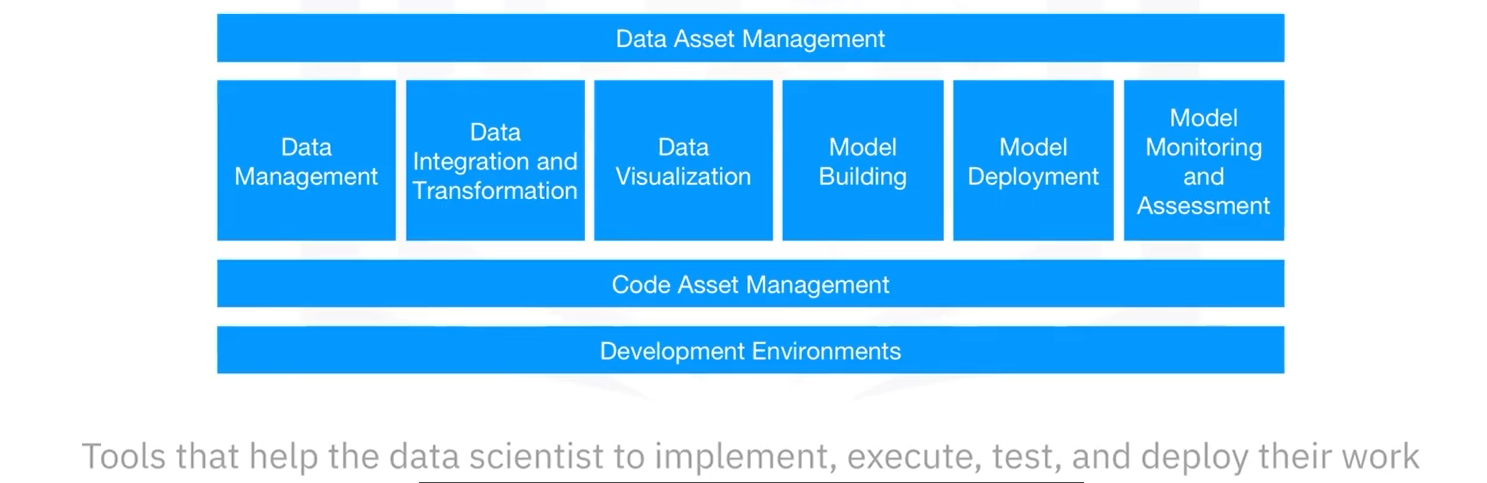 Data Asset Management
Data
Management
Data
Integration and
Transformation
Data
Visualization
Model
Building
Model
Deployment
Model
Monitoring
and
Assessment
Code Asset Management
Development Environments
Tools that help the data scientist to implement, execute, test, and deploy their work